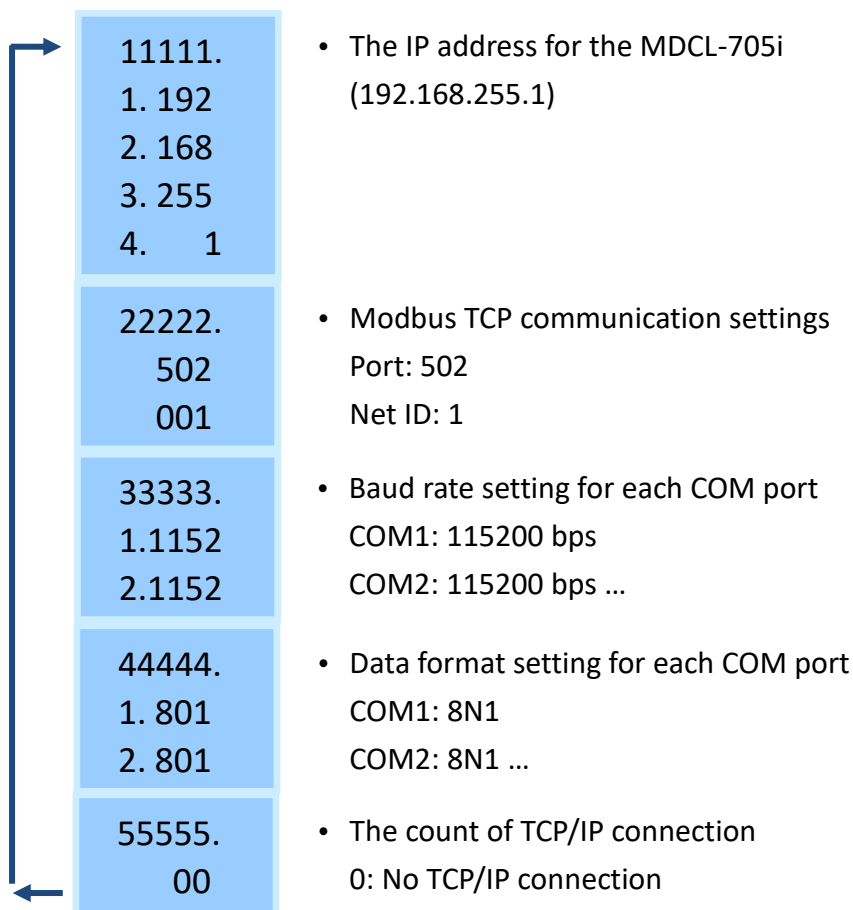 11111.
1. 192
2. 168
3. 255
4. 1
• The IP address for the MDCL-705i
(192.168.255.1)
22222.
502
001
• Modbus TCP communication settings
Port: 502
Net ID: 1
33333.
1.1152
2.1152
• Baud rate setting for each COM port
COM1: 115200 bps
COM2: 115200 bps ...
44444.
1. 801
2. 801
• Data format setting for each COM port
COM1: 8N1
COM2: 8N1 ...
55555.
00
• The count of TCP/IP connection
0: No TCP/IP connection